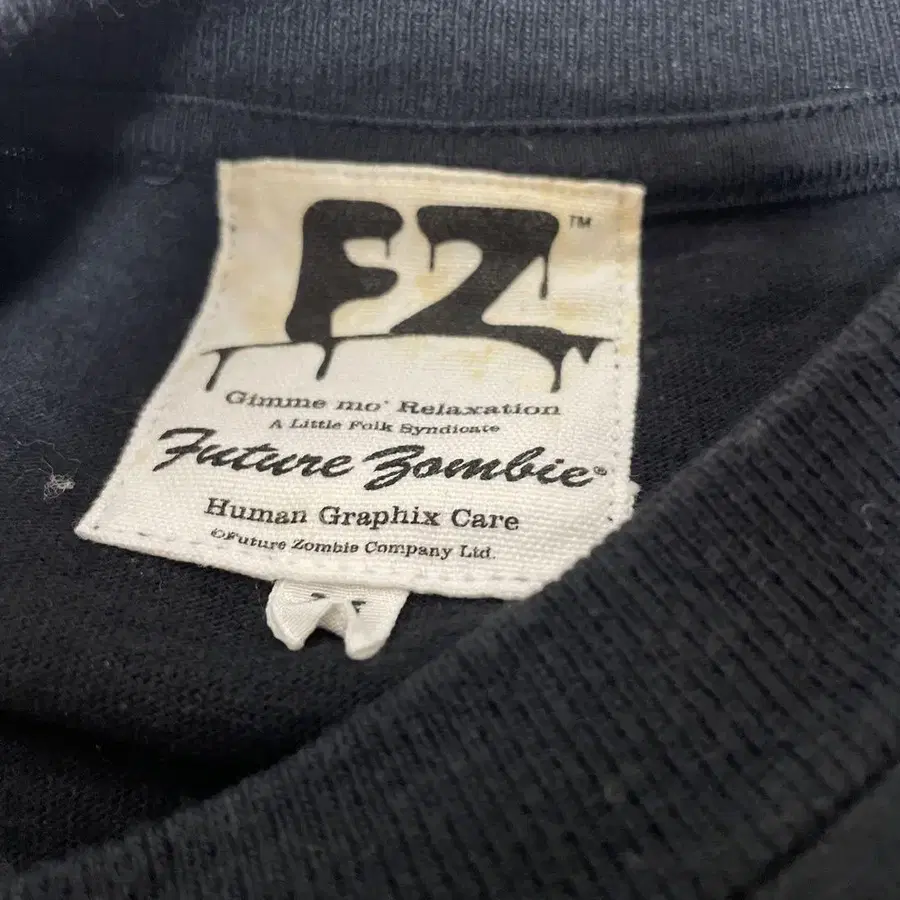 FZ™
Gimme mo' Relaxation
A Little Folk Syndicate
Future Zombie®
Human Graphix Care
©Future Zombie Company Ltd.